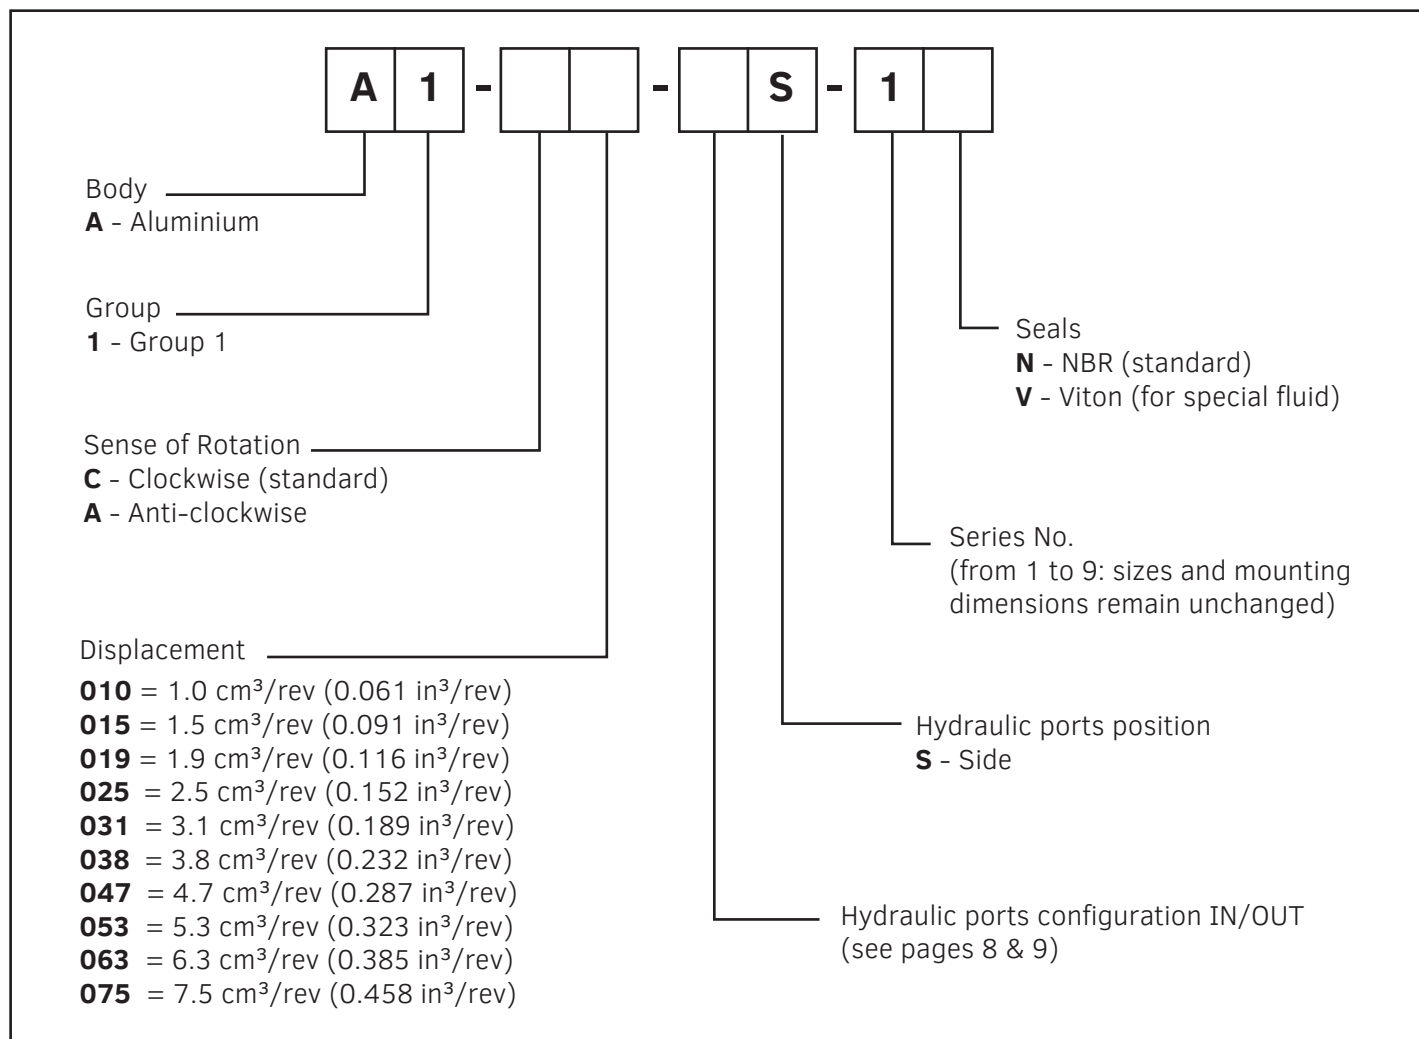 A 1 - - S - 1
Body
A - Aluminium
Group
1 - Group 1
Sense of Rotation
C - Clockwise (standard)
A - Anti-clockwise
Displacement
010 = 1.0 cm³/rev (0.061 in³/rev)
015 = 1.5 cm³/rev (0.091 in³/rev)
019 = 1.9 cm³/rev (0.116 in³/rev)
025 = 2.5 cm³/rev (0.152 in³/rev)
031 = 3.1 cm³/rev (0.189 in³/rev)
038 = 3.8 cm³/rev (0.232 in³/rev)
047 = 4.7 cm³/rev (0.287 in³/rev)
053 = 5.3 cm³/rev (0.323 in³/rev)
063 = 6.3 cm³/rev (0.385 in³/rev)
075 = 7.5 cm³/rev (0.458 in³/rev)
Seals
N - NBR (standard)
V - Viton (for special fluid)
Series No.
(from 1 to 9: sizes and mounting
dimensions remain unchanged)
Hydraulic ports position
S - Side
Hydraulic ports configuration IN/OUT
(see pages 8 & 9)